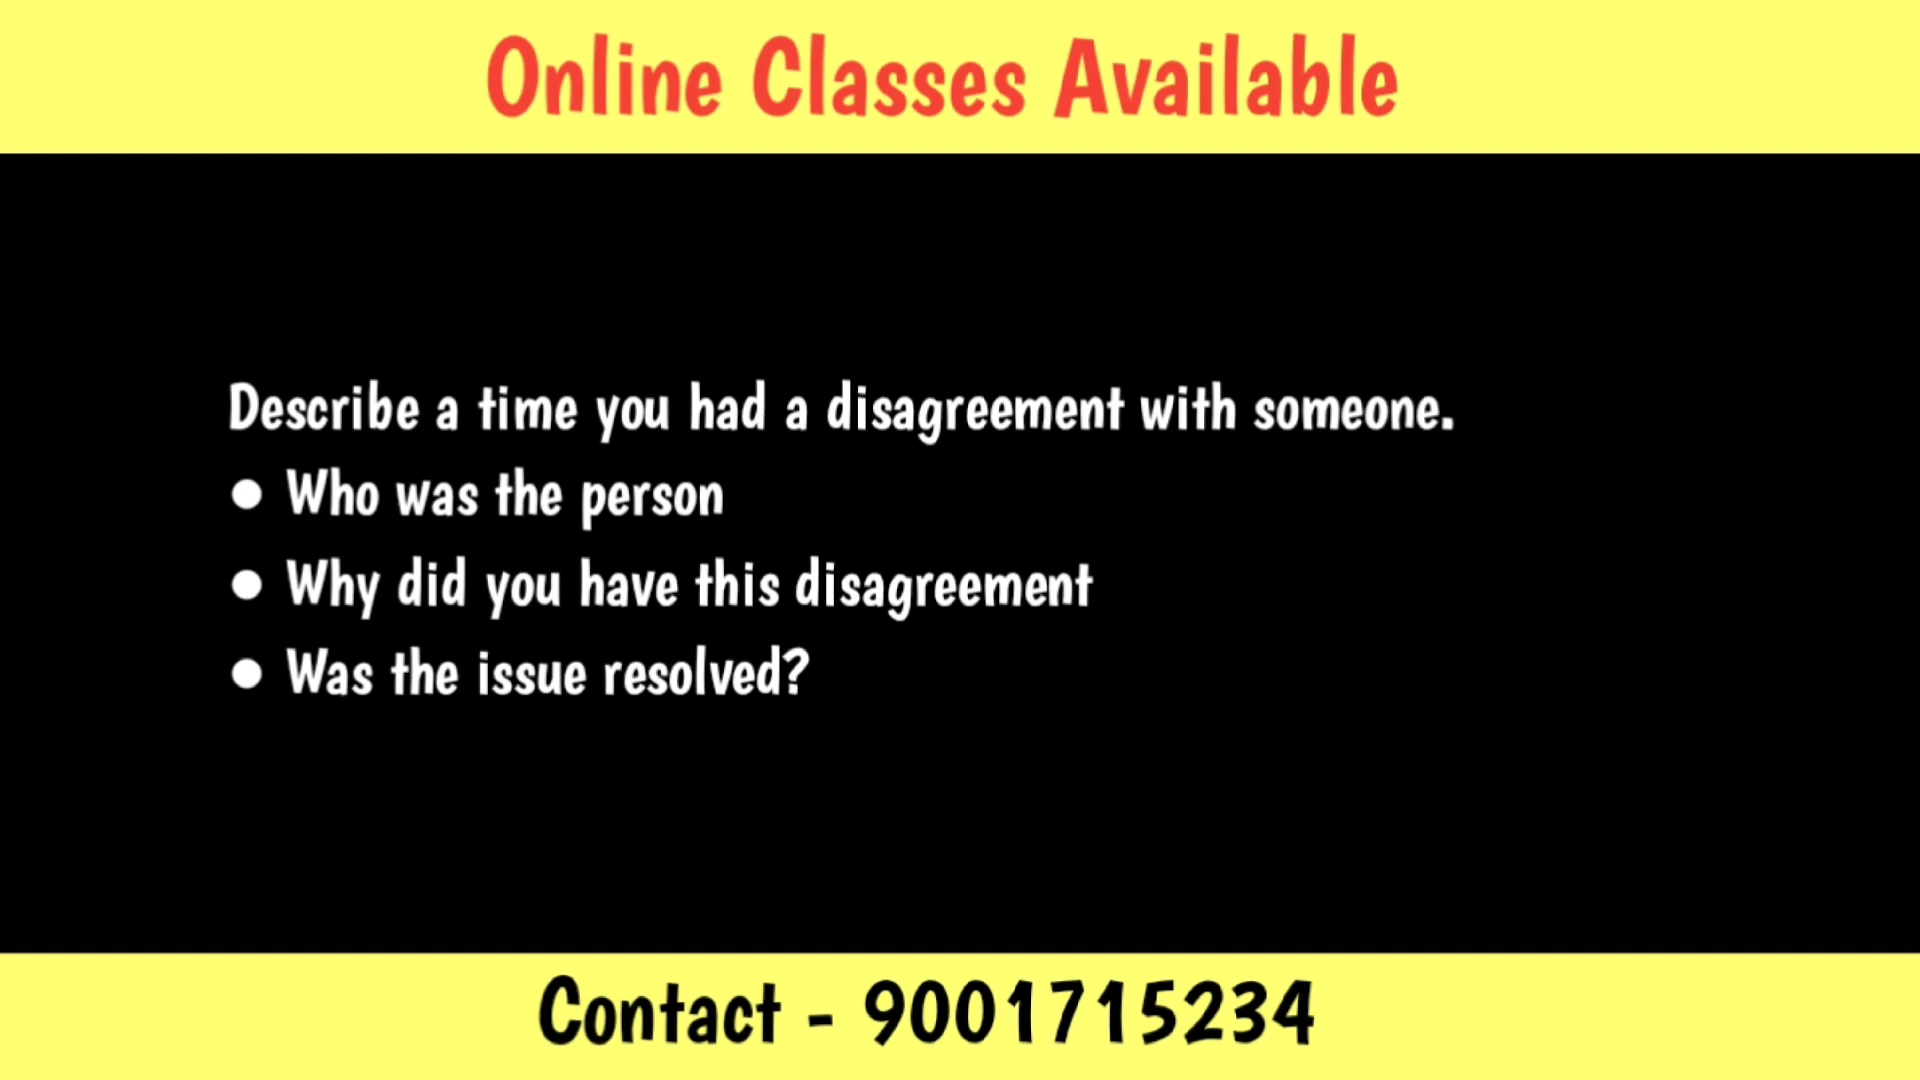 Online Classes Available
Describe a time you had a disagreement with someone.
● Who was the person
● Why did you have this disagreement
● Was the issue resolved?
Contact - 9001715234